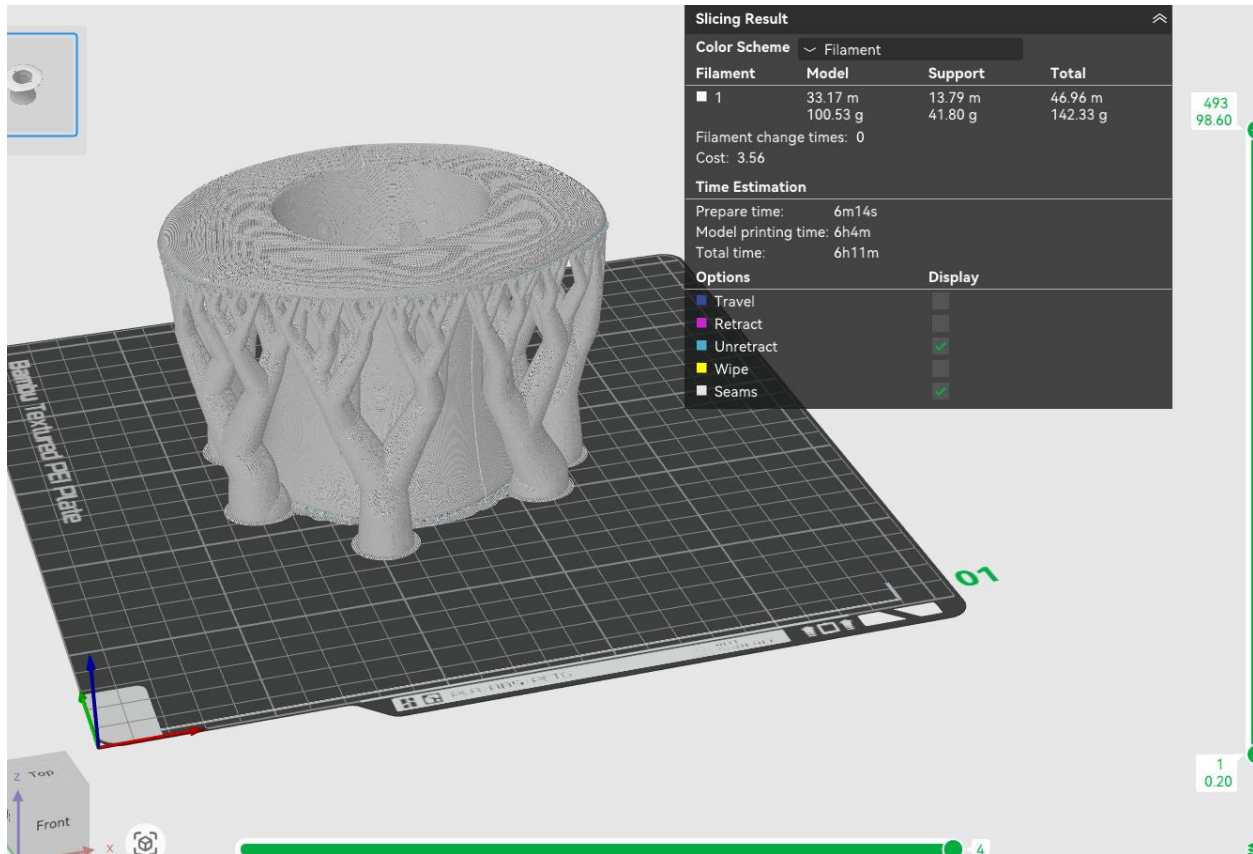 Slicing Result
Color Scheme Filament
Filament Model Support Total
1 33.17 m 13.79 m 46.96 m
100.53 g 41.80 g 142.33 g
Filament change times: 0
Cost: 3.56
Time Estimation
Prepare time: 6m14s
Model printing time: 6h4m
Total time: 6h11m
Options Display
Travel
Retract
Unretract
Wipe
Seams
493
98.60
Bambu Textured PEI Plate
01
1
0.20
Z Top
Front
x
4